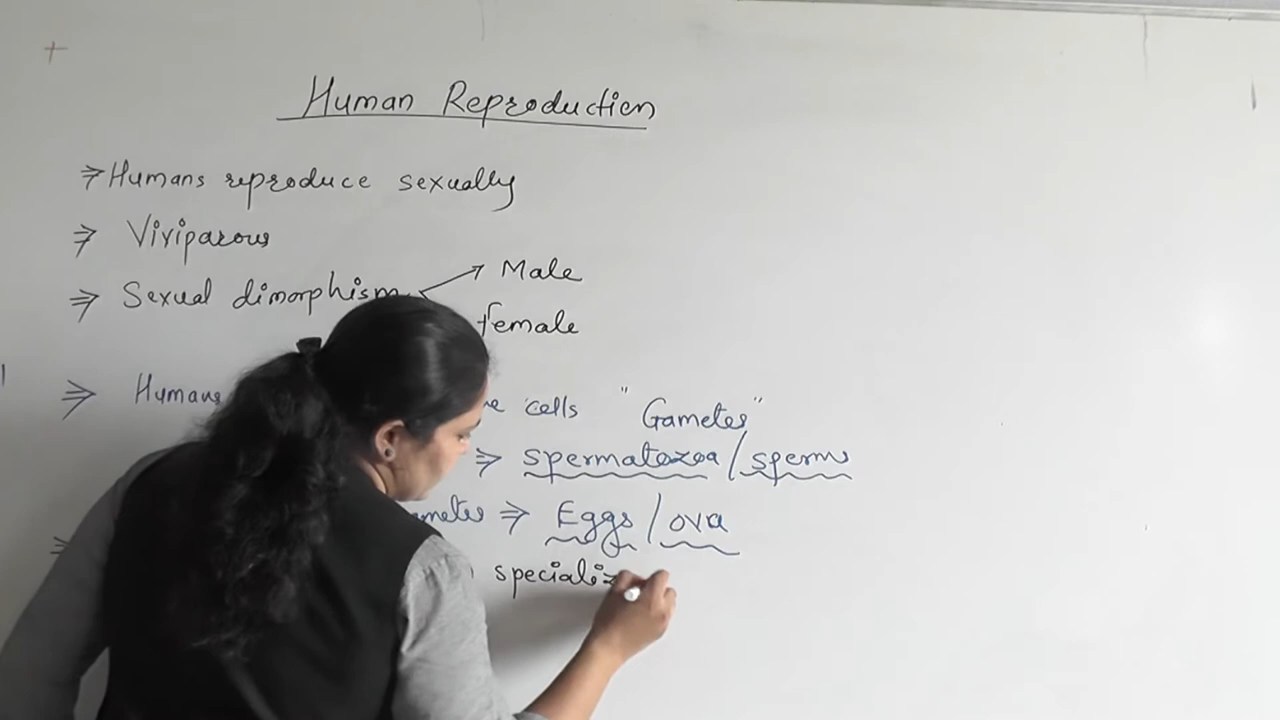 Human Reproduction
⇒ Humans reproduce sexually
⇒ Viviparous
⇒ Sexual dimorphism → Male
female
⇒ Humans cells "Gametes"
⇒ spermatozoa / sperms
⇒ Eggs / ova
⇒ specializ